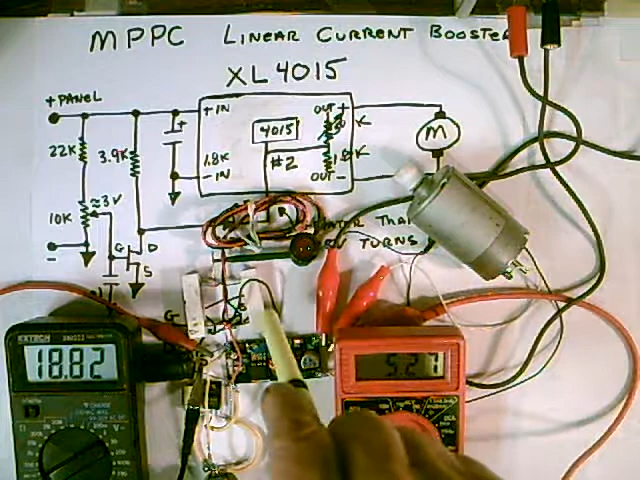 MPPC LINEAR CURRENT BOOSTER
XL4015
+ PANEL
+ IN
OUT +
4015
M
22K
3.9K
1.8K
#2
- IN
OUT -
≈3V
10K
G D
S
-
TURNS
G
EXTECH
18.82
5.27